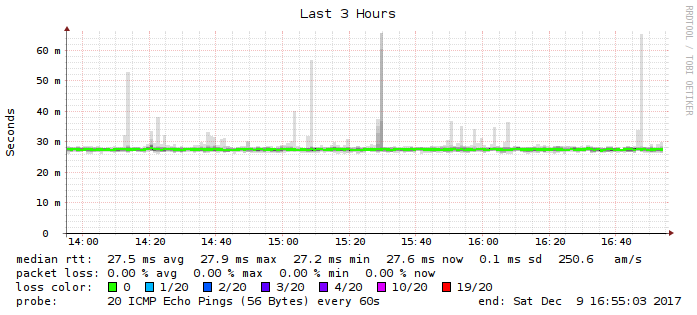 Last 3 Hours
RRDTOOL / TOBI OETIKER
Seconds
60 m
50 m
40 m
30 m
20 m
10 m
0
14:00 14:20 14:40 15:00 15:20 15:40 16:00 16:20 16:40
median rtt: 27.5 ms avg 27.9 ms max 27.2 ms min 27.6 ms now 0.1 ms sd 250.6 am/s
packet loss: 0.00 % avg 0.00 % max 0.00 % min 0.00 % now
loss color: 0 1/20 2/20 3/20 4/20 10/20 19/20
probe: 20 ICMP Echo Pings (56 Bytes) every 60s end: Sat Dec 9 16:55:03 2017